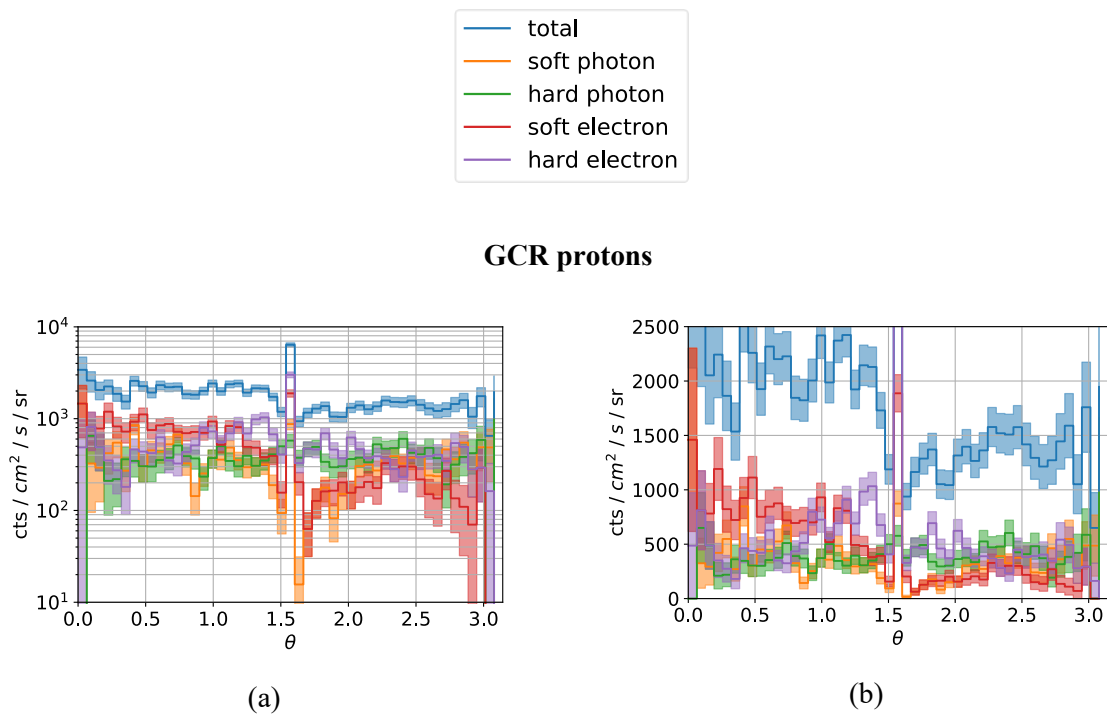 total
soft photon
hard photon
soft electron
hard electron
GCR protons
10^4
10^3
10^2
10^1
cts / cm^2 / s / sr
0.0 0.5 1.0 1.5 2.0 2.5 3.0
θ
(a)
2500
2000
1500
1000
500
0
cts / cm^2 / s / sr
0.0 0.5 1.0 1.5 2.0 2.5 3.0
θ
(b)